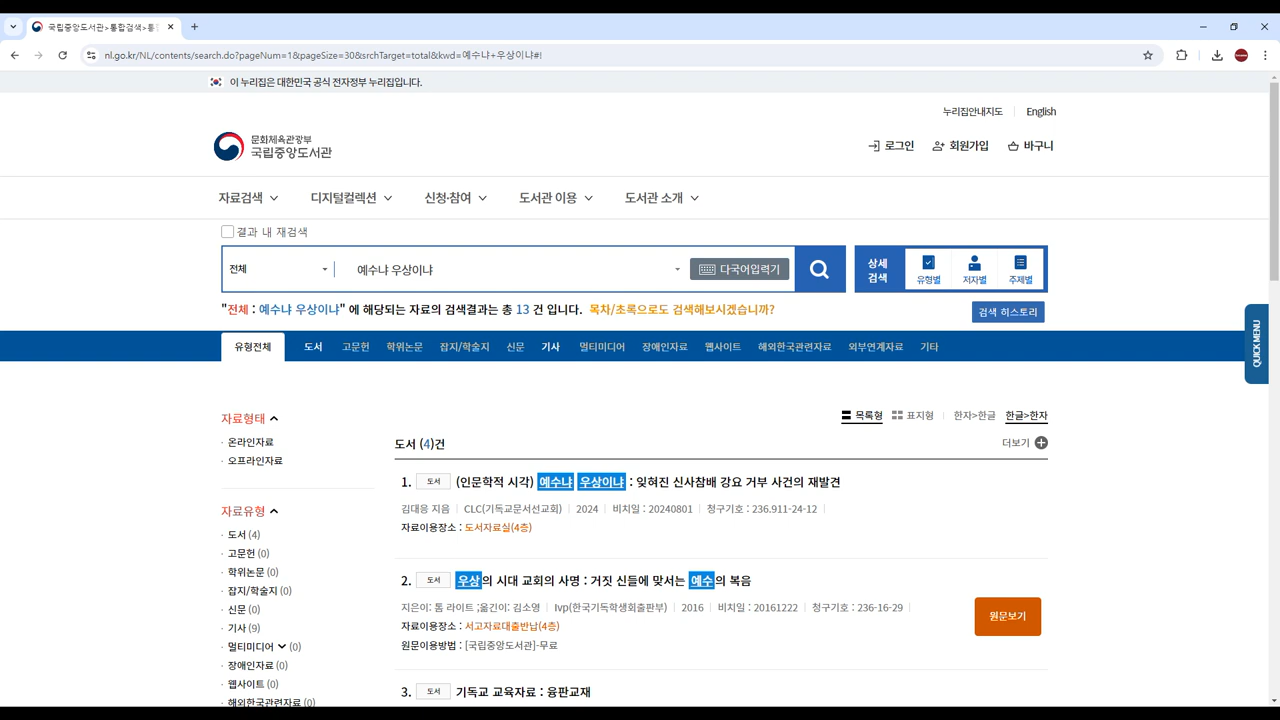 국립중앙도서관>통합검색>통합
nl.go.kr/NL/contents/search.do?pageNum=1&pageSize=30&srchTarget=total&kwd=예수냐+우상이냐#!
이 누리집은 대한민국 공식 전자정부 누리집입니다.
누리집안내지도 English
문화체육관광부
국립중앙도서관
로그인 회원가입 바구니
자료검색 디지털컬렉션 신청·참여 도서관 이용 도서관 소개
결과 내 재검색
전체 예수냐 우상이냐 다국어입력기
상세
검색
유형별 저자별 주제별
"전체 : 예수냐 우상이냐" 에 해당되는 자료의 검색결과는 총 13 건 입니다. 목차/초록으로도 검색해보시겠습니까?
검색 히스토리
QUICK MENU
유형전체 도서 고문헌 학위논문 잡지/학술지 신문 기사 멀티미디어 장애인자료 웹사이트 해외한국관련자료 외부연계자료 기타
목록형 표지형 한자>한글 한글>한자
자료형태
· 온라인자료
· 오프라인자료
자료유형
· 도서 (4)
· 고문헌 (0)
· 학위논문 (0)
· 잡지/학술지 (0)
· 신문 (0)
· 기사 (9)
· 멀티미디어 (0)
· 장애인자료 (0)
· 웹사이트 (0)
· 해외한국관련자료 (0)
도서 (4)건 더보기
1. 도서 (인문학적 시각) 예수냐 우상이냐 : 잊혀진 신사참배 강요 거부 사건의 재발견
김대응 지음 | CLC(기독교문서선교회) | 2024 | 비치일 : 20240801 | 청구기호 : 236.911-24-12 |
자료이용장소 : 도서자료실(4층)
2. 도서 우상의 시대 교회의 사명 : 거짓 신들에 맞서는 예수의 복음
지은이: 톰 라이트 ;옮긴이: 김소영 | Ivp(한국기독학생회출판부) | 2016 | 비치일 : 20161222 | 청구기호 : 236-16-29 |
자료이용장소 : 서고자료대출반납(4층)
원문이용방법 : [국립중앙도서관]-무료
원문보기
3. 도서 기독교 교육자료 : 융판교재